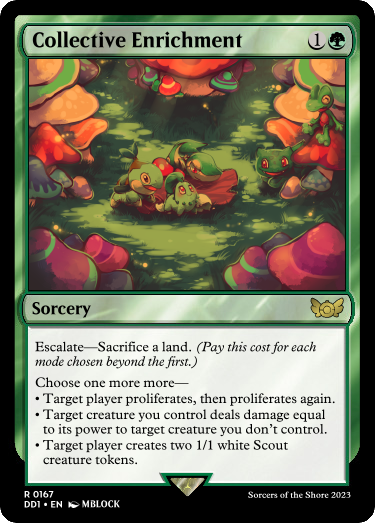 Collective Enrichment 1
Sorcery
Escalate—Sacrifice a land. (Pay this cost for each
mode chosen beyond the first.)
Choose one more more—
• Target player proliferates, then proliferates again.
• Target creature you control deals damage equal
to its power to target creature you don't control.
• Target player creates two 1/1 white Scout
creature tokens.
R 0167
DD1 • EN MBLOCK
Sorcers of the Shore 2023